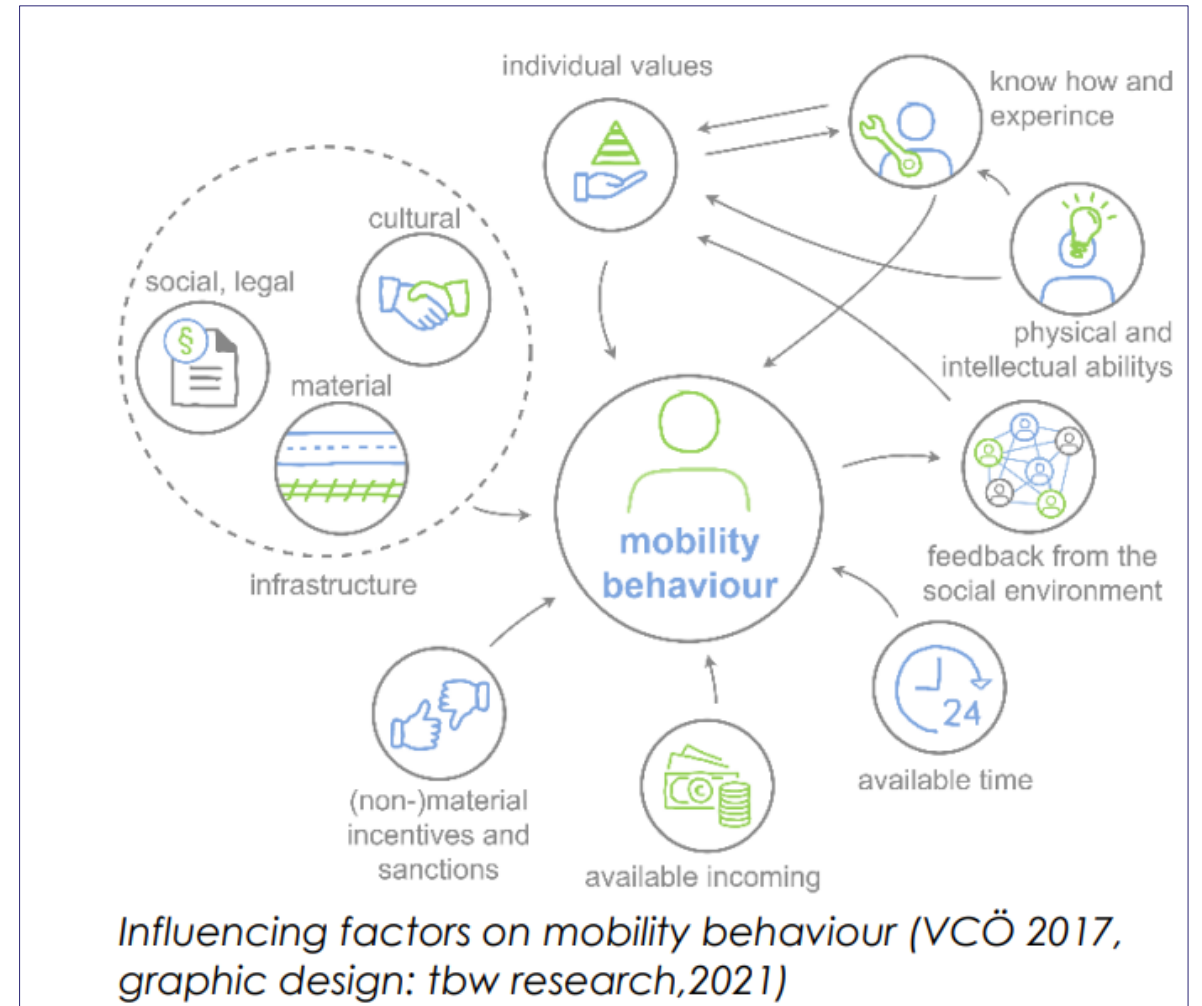 individual values
know how and
experince
cultural
social, legal
§
material
physical and
intellectual abilitys
mobility
behaviour
infrastructure
feedback from the
social environment
24
available time
(non-)material
incentives and
sanctions
€
available incoming
Influencing factors on mobility behaviour (VCÖ 2017,
graphic design: tbw research,2021)